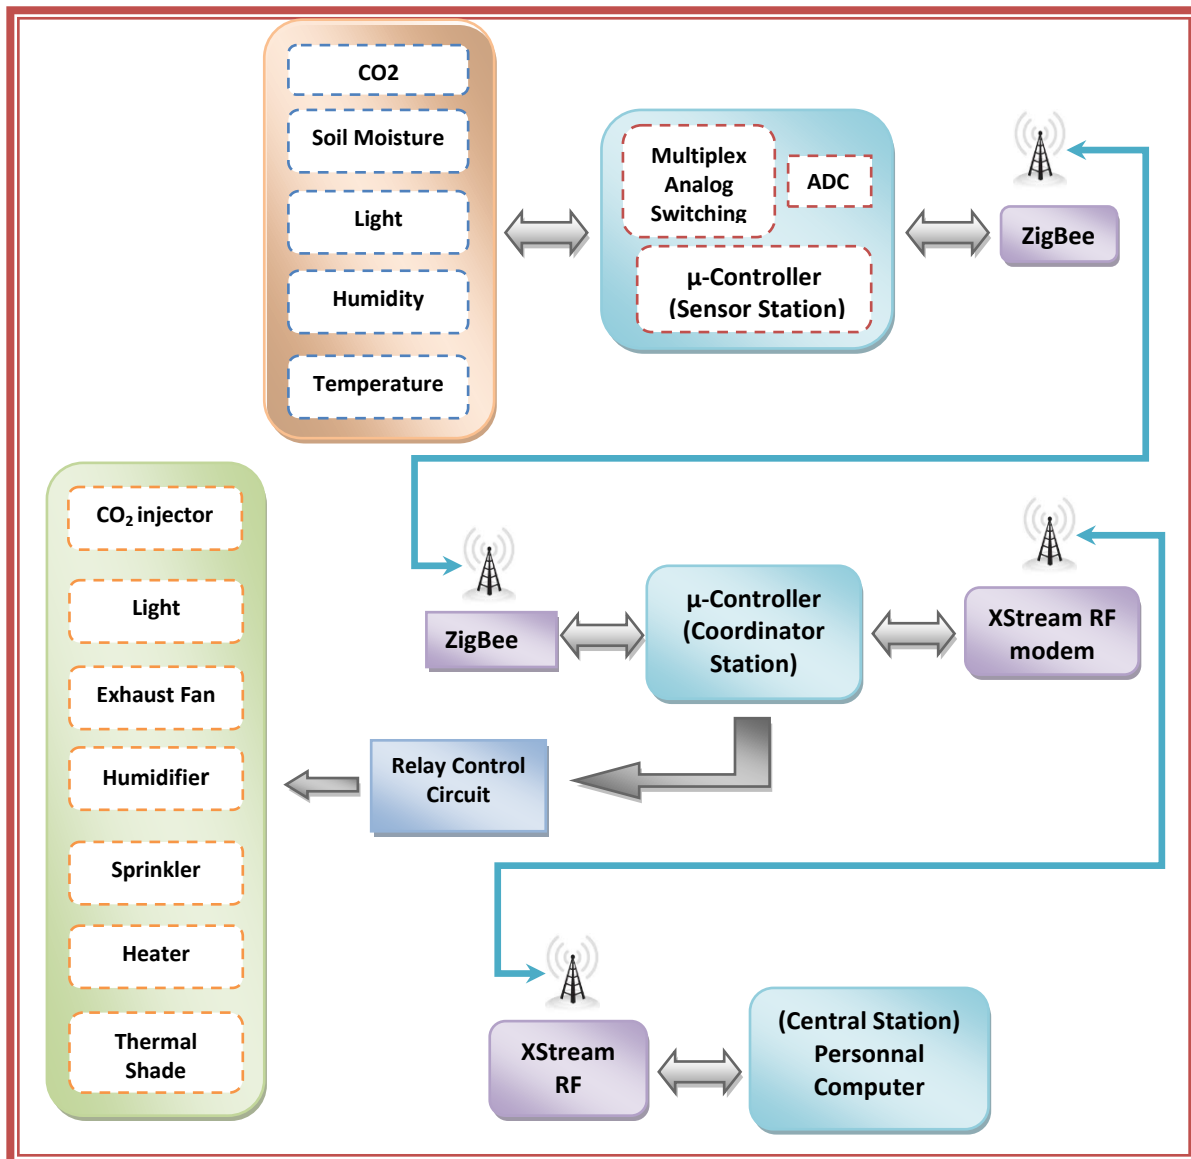 CO2
Soil Moisture
Light
Humidity
Temperature
Multiplex
Analog
Switching
ADC
µ-Controller
(Sensor Station)
ZigBee
CO₂ injector
Light
Exhaust Fan
Humidifier
Sprinkler
Heater
Thermal
Shade
ZigBee
µ-Controller
(Coordinator
Station)
XStream RF
modem
Relay Control
Circuit
XStream
RF
(Central Station)
Personnal
Computer